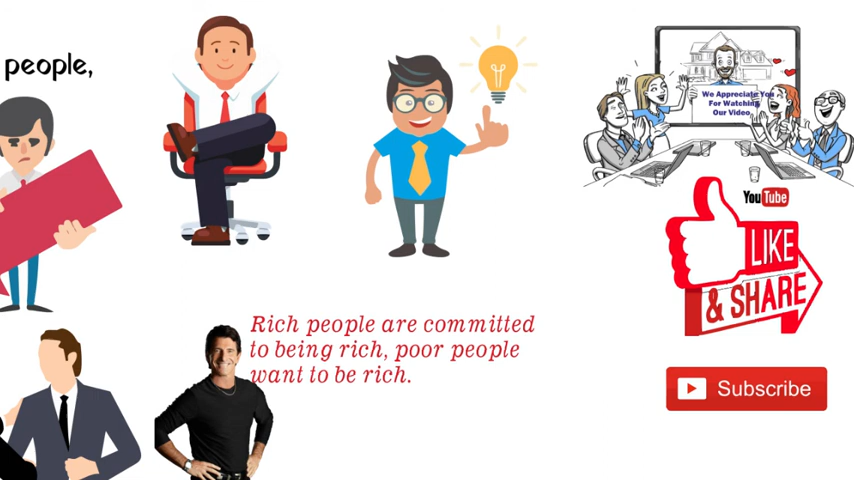 people,
We Appreciate You
For Watching
Our Video
YouTube
LIKE
& SHARE
Rich people are committed
to being rich, poor people
want to be rich.
Subscribe